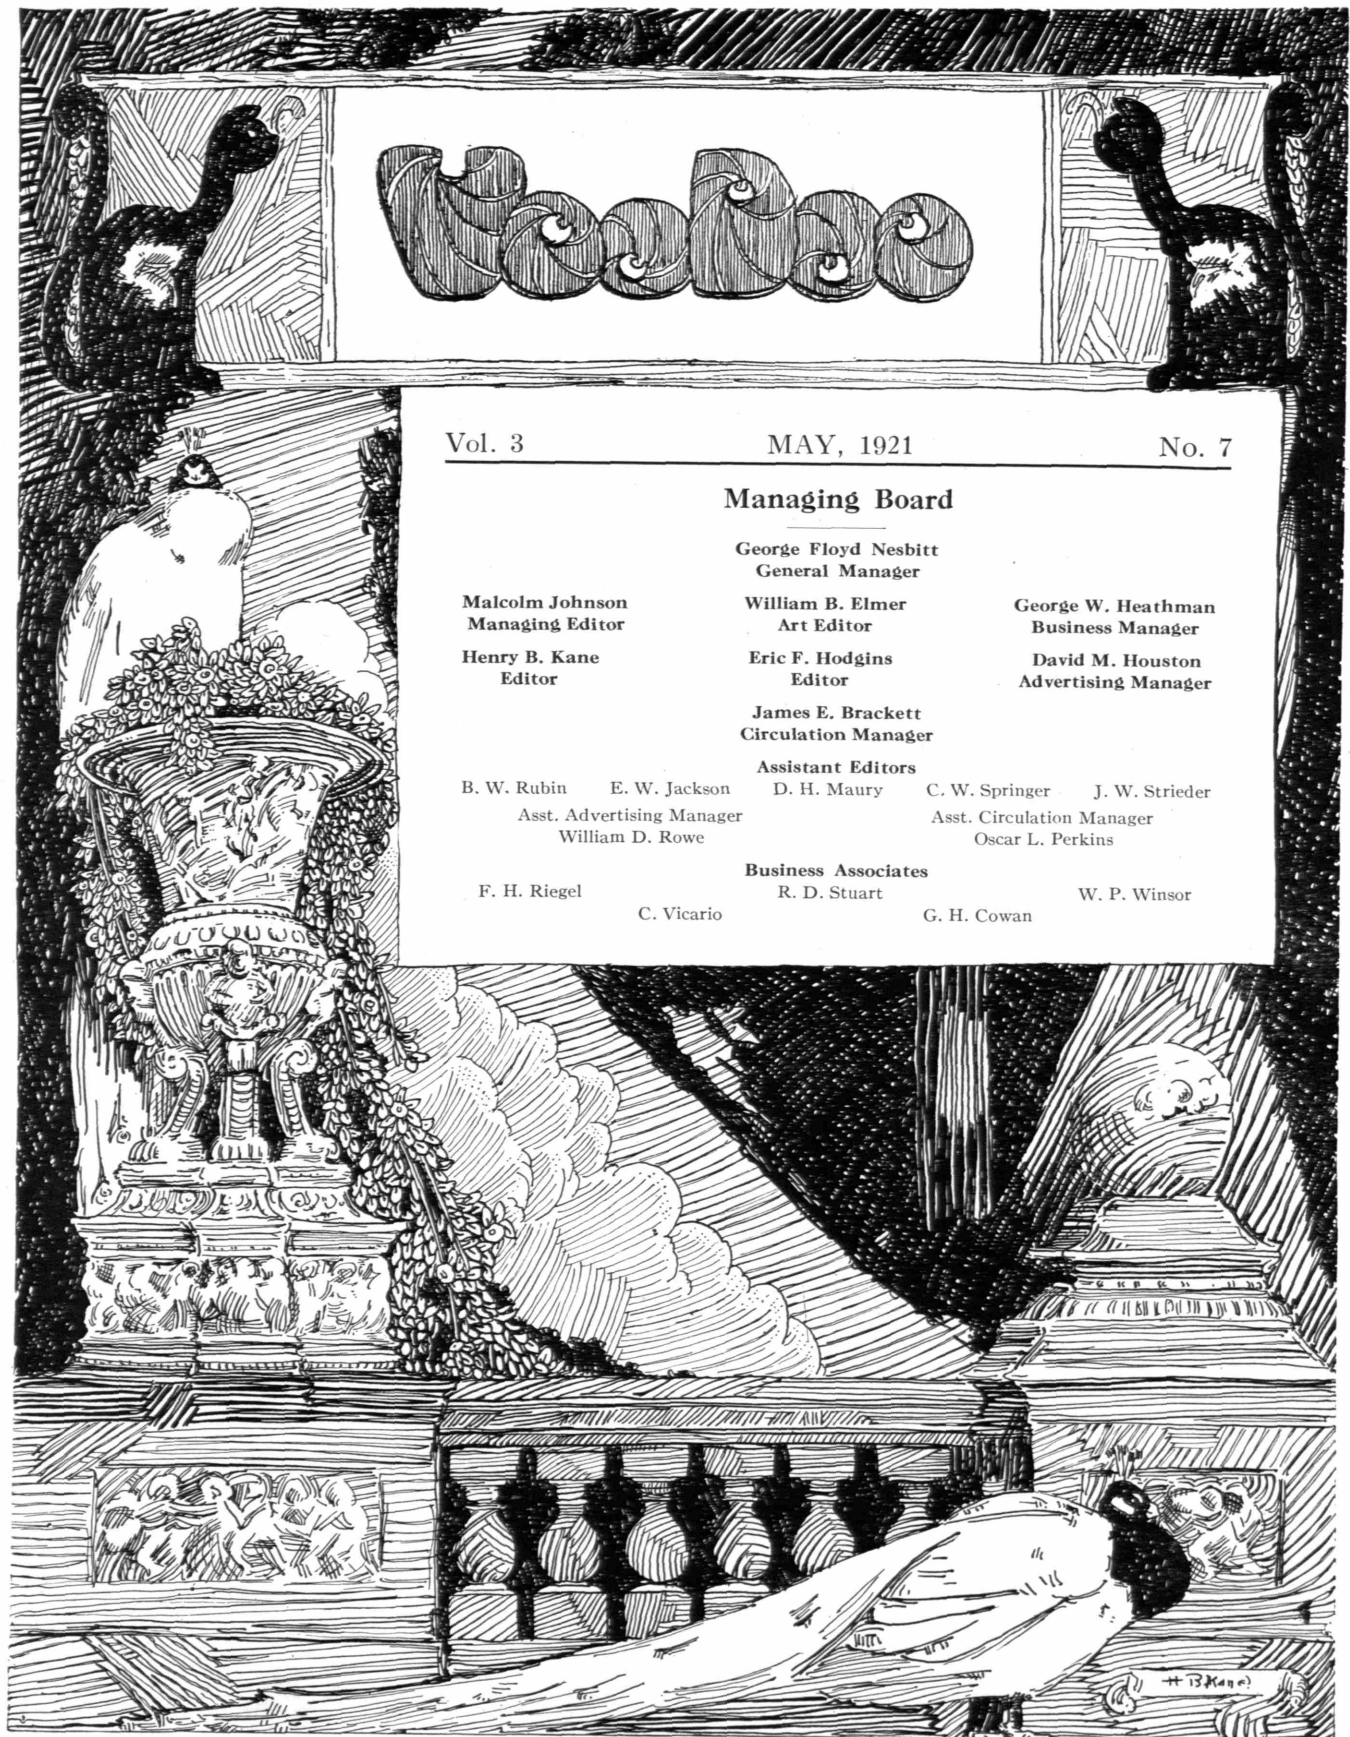 VooDoo
Vol. 3 MAY, 1921 No. 7
Managing Board
George Floyd Nesbitt
General Manager
Malcolm Johnson William B. Elmer George W. Heathman
Managing Editor Art Editor Business Manager
Henry B. Kane Eric F. Hodgins David M. Houston
Editor Editor Advertising Manager
James E. Brackett
Circulation Manager
Assistant Editors
B. W. Rubin E. W. Jackson D. H. Maury C. W. Springer J. W. Strieder
Asst. Advertising Manager Asst. Circulation Manager
William D. Rowe Oscar L. Perkins
Business Associates
F. H. Riegel R. D. Stuart W. P. Winsor
C. Vicario G. H. Cowan
H B Kane